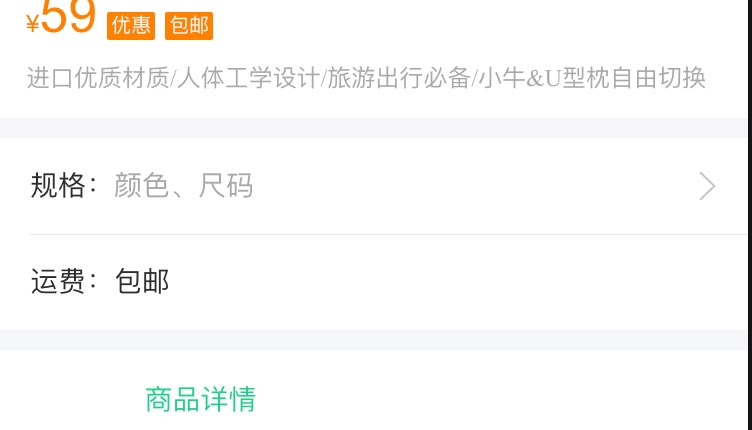 ¥59 优惠 包邮
进口优质材质/人体工学设计/旅游出行必备/小牛&U型枕自由切换
规格：颜色、尺码
运费：包邮
商品详情